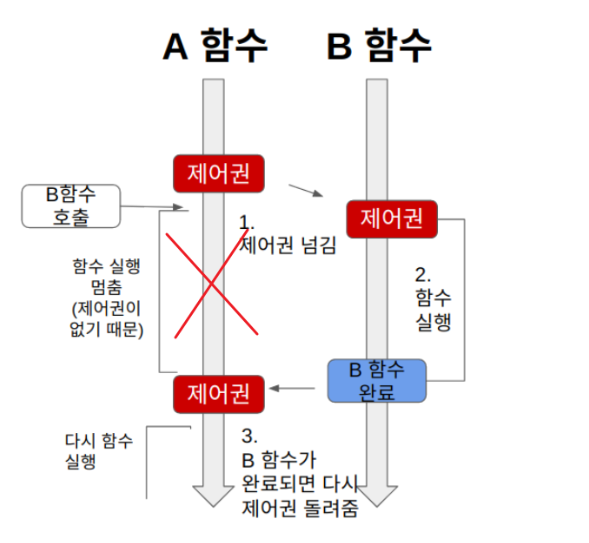 A 함수
B 함수
제어권
B함수
호출
제어권
1.
제어권 넘김
함수 실행
멈춤
(제어권이
없기 때문)
2.
함수
실행
B 함수
완료
제어권
다시 함수
실행
3.
B 함수가
완료되면 다시
제어권 돌려줌